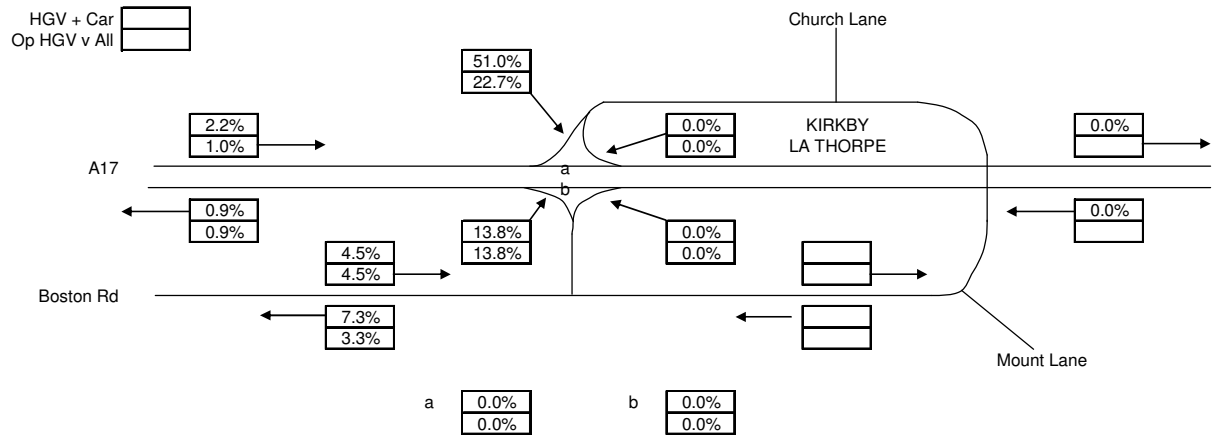 HGV + Car
Op HGV v All
Church Lane
51.0%
22.7%
2.2%
1.0%
0.0%
0.0%
KIRKBY
LA THORPE
0.0%
A17
a
b
0.9%
0.9%
13.8%
13.8%
0.0%
0.0%
0.0%
4.5%
4.5%
Boston Rd
7.3%
3.3%
Mount Lane
a
0.0%
0.0%
b
0.0%
0.0%